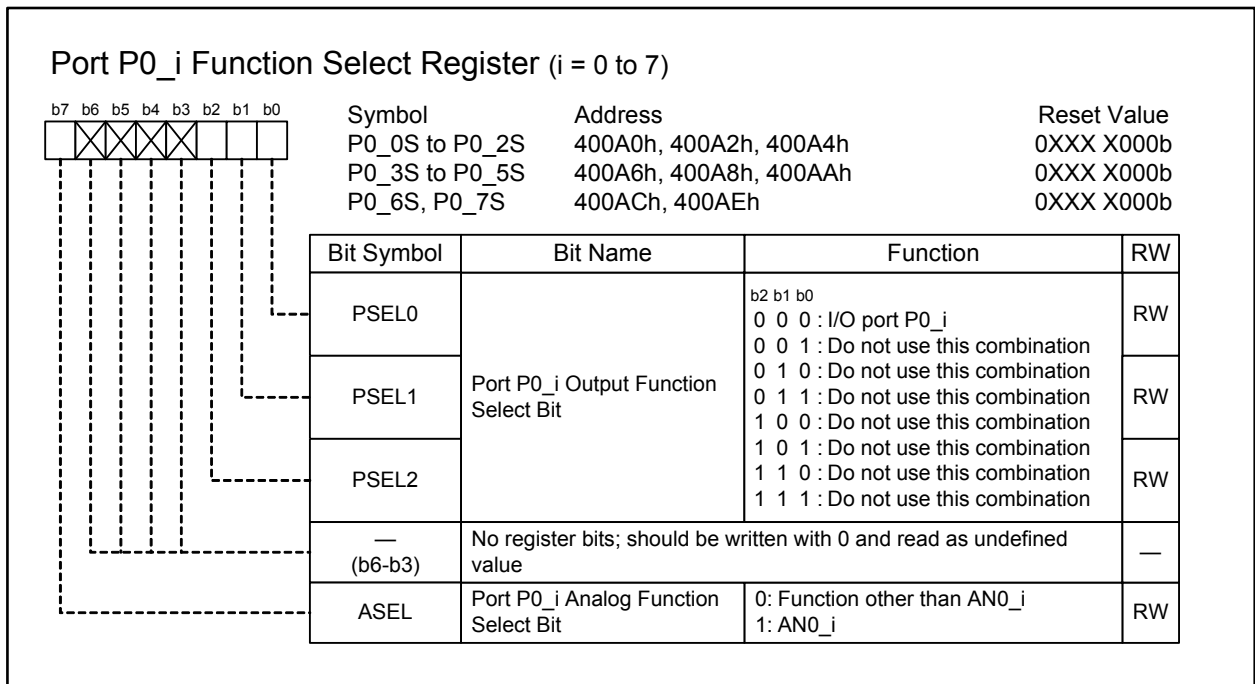 Port P0_i Function Select Register (i = 0 to 7)
b7 b6 b5 b4 b3 b2 b1 b0
Symbol Address Reset Value
P0_0S to P0_2S 400A0h, 400A2h, 400A4h 0XXX X000b
P0_3S to P0_5S 400A6h, 400A8h, 400AAh 0XXX X000b
P0_6S, P0_7S 400ACh, 400AEh 0XXX X000b
Bit Symbol Bit Name Function RW
PSEL0
PSEL1
PSEL2
Port P0_i Output Function
Select Bit
b2 b1 b0
0 0 0 : I/O port P0_i
0 0 1 : Do not use this combination
0 1 0 : Do not use this combination
0 1 1 : Do not use this combination
1 0 0 : Do not use this combination
1 0 1 : Do not use this combination
1 1 0 : Do not use this combination
1 1 1 : Do not use this combination
RW
RW
RW
—
(b6-b3)
No register bits; should be written with 0 and read as undefined
value
—
ASEL
Port P0_i Analog Function
Select Bit
0: Function other than AN0_i
1: AN0_i
RW